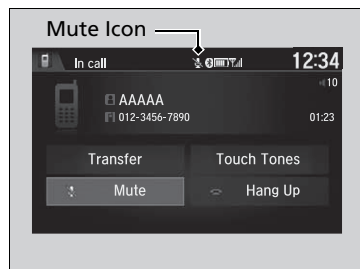 Mute Icon
In call 12:34
10
AAAAA
012-3456-7890 01:23
Transfer Touch Tones
Mute Hang Up